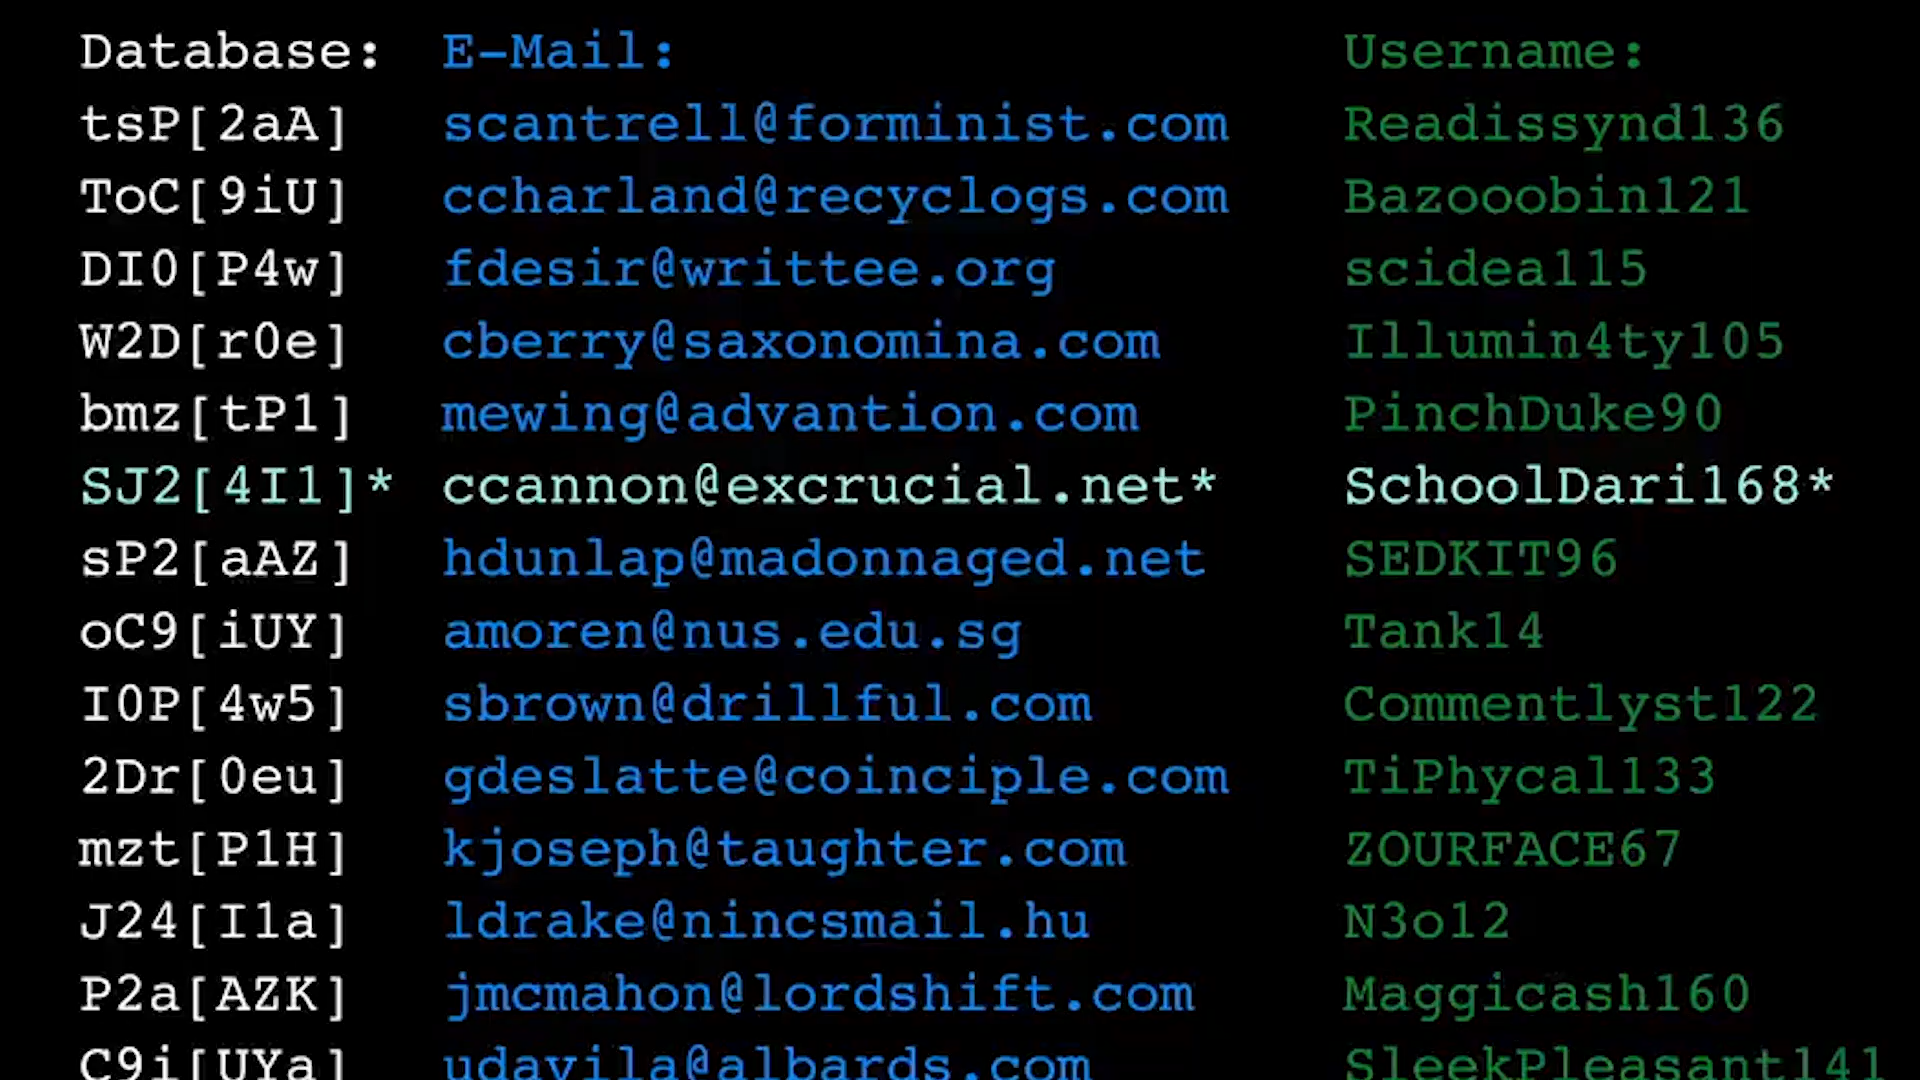 Database: E-Mail: Username:
tsP[2aA] scantrell@forminist.com Readissynd136
ToC[9iU] ccharland@recyclogs.com Bazooobin121
DI0[P4w] fdesir@writtee.org scidea115
W2D[r0e] cberry@saxonomina.com Illumin4ty105
bmz[tP1] mewing@advantion.com PinchDuke90
SJ2[4I1]* ccannon@excrucial.net* SchoolDari168*
sP2[aAZ] hdunlap@madonnaged.net SEDKIT96
oC9[iUY] amoren@nus.edu.sg Tank14
I0P[4w5] sbrown@drillful.com Commentlyst122
2Dr[0eu] gdeslatte@coinciple.com TiPhycal133
mzt[P1H] kjoseph@taughter.com ZOURFACE67
J24[I1a] ldrake@nincsmail.hu N3o12
P2a[AZK] jmcmahon@lordshift.com Maggicash160
C9i[UYa] udavila@albards.com SleekPleasant141